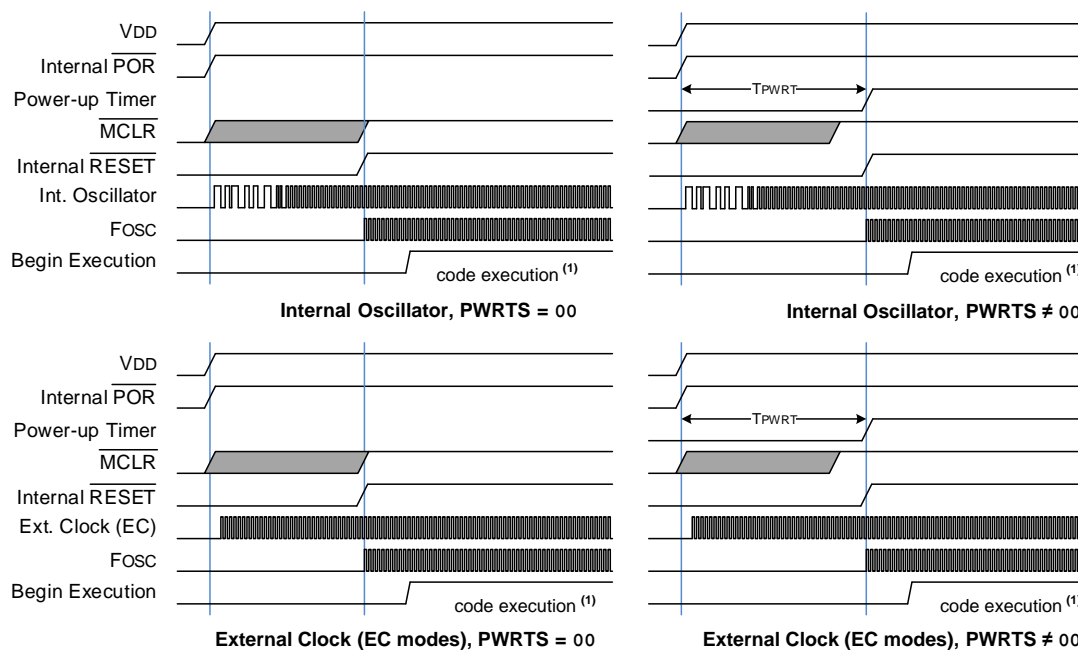 VDD
Internal POR
Power-up Timer
MCLR
Internal RESET
Int. Oscillator
FOSC
Begin Execution
code execution (1)
Internal Oscillator, PWRTS = 00
TPWRT
code execution (1)
Internal Oscillator, PWRTS ≠ 00
VDD
Internal POR
Power-up Timer
MCLR
Internal RESET
Ext. Clock (EC)
FOSC
Begin Execution
code execution (1)
External Clock (EC modes), PWRTS = 00
TPWRT
code execution (1)
External Clock (EC modes), PWRTS ≠ 00